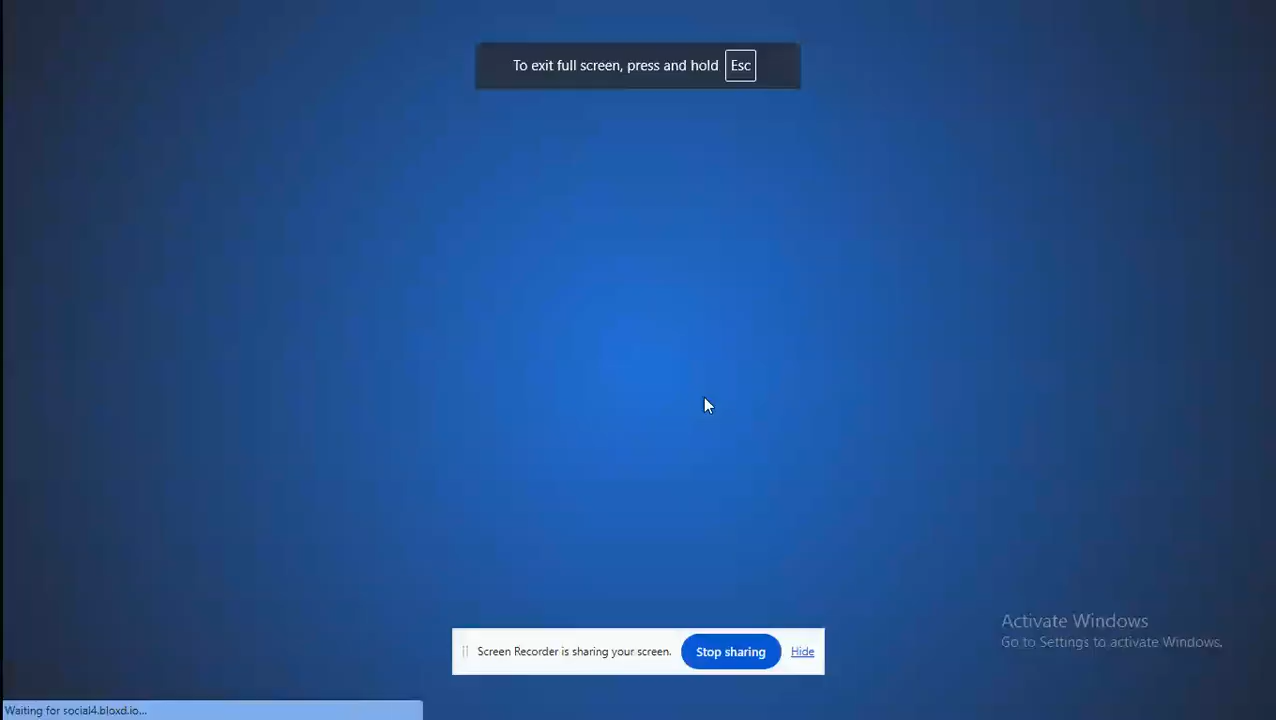 To exit full screen, press and hold Esc
Activate Windows
Go to Settings to activate Windows.
Screen Recorder is sharing your screen. Stop sharing Hide
Waiting for social4.bloxd.io...